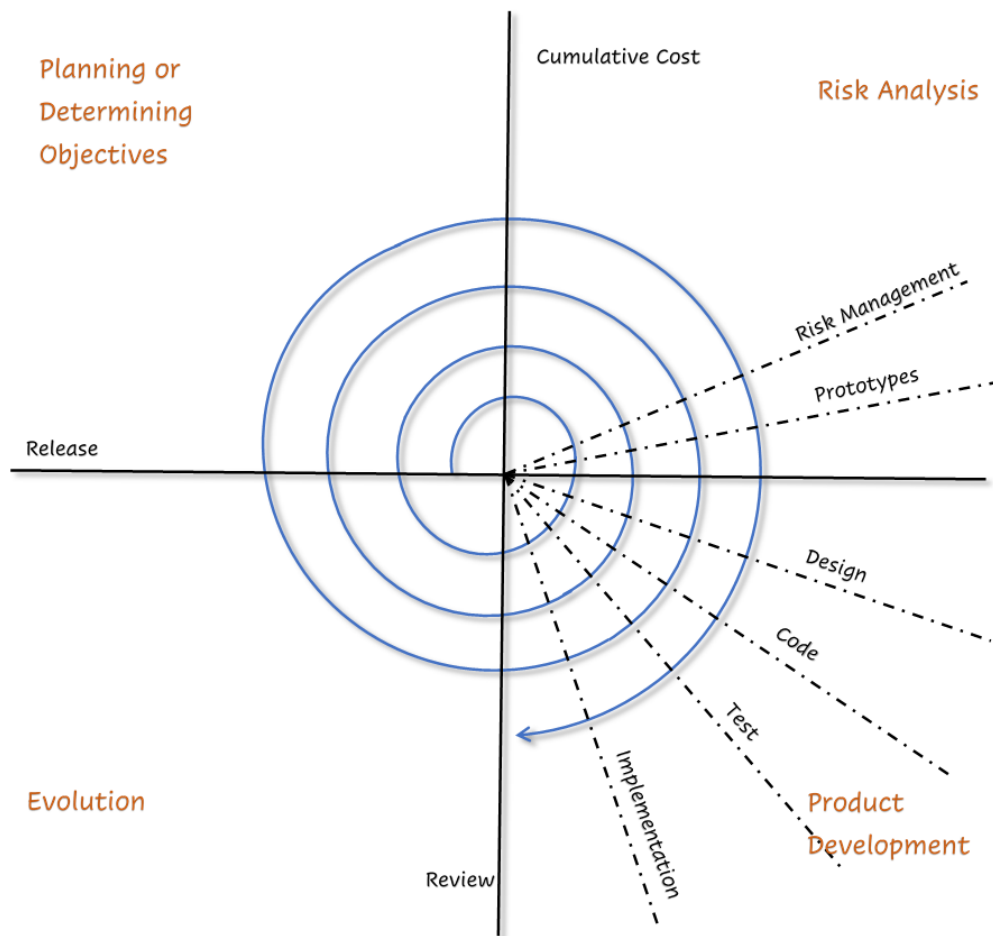 Cumulative Cost
Planning or
Determining
Objectives
Risk Analysis
Risk Management
Prototypes
Release
Design
Code
Test
Implementation
Evolution
Product
Development
Review